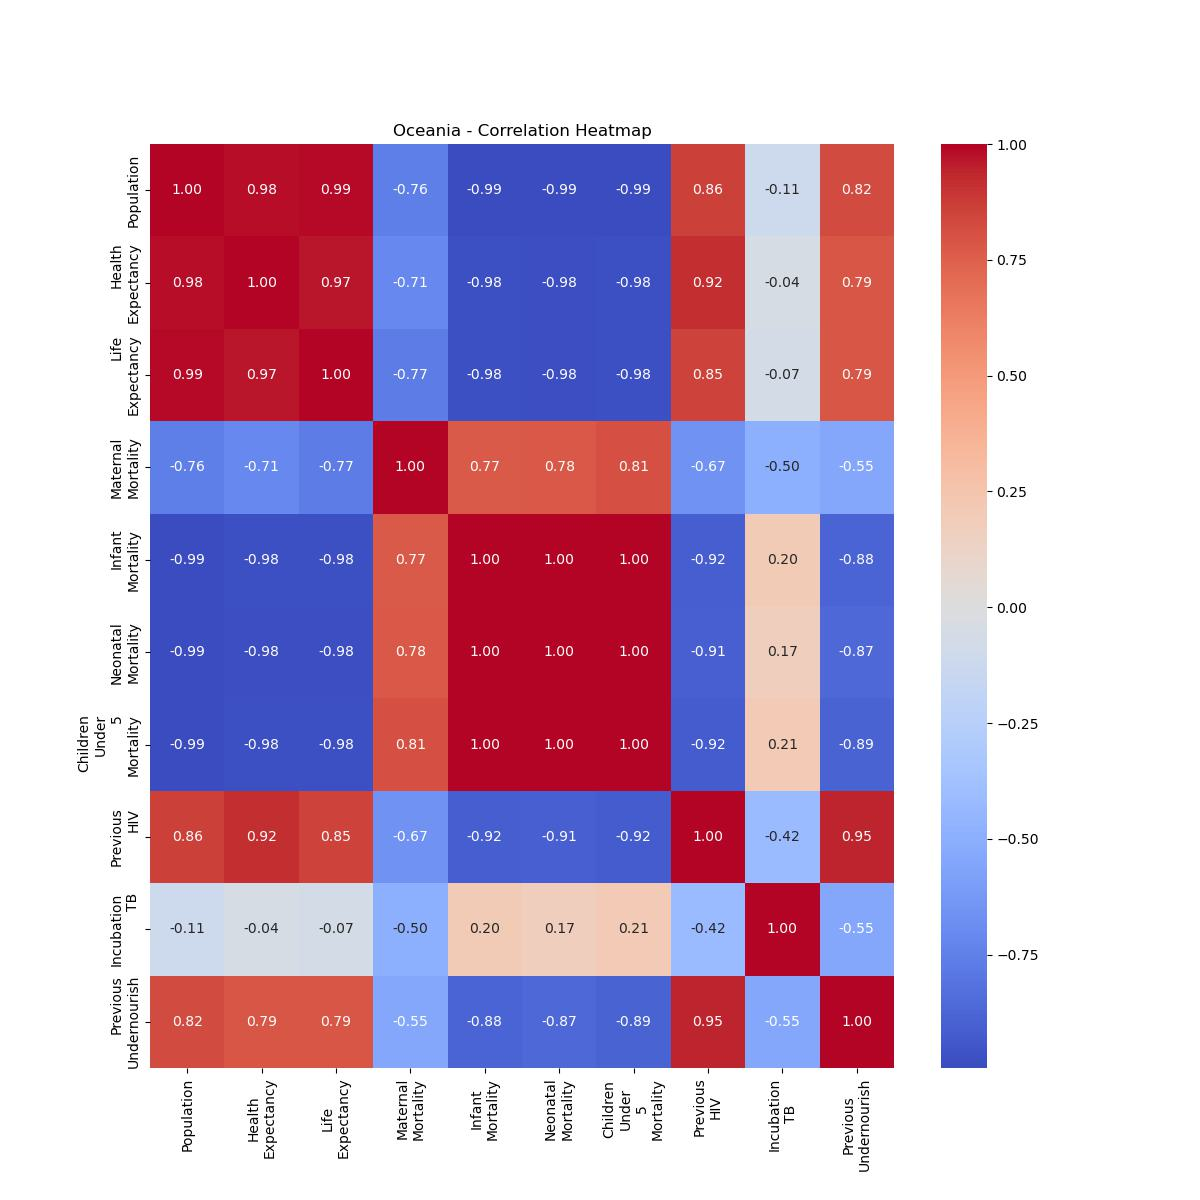 Oceania - Correlation Heatmap
Population
1.00 0.98 0.99 -0.76 -0.99 -0.99 -0.99 0.86 -0.11 0.82
Health
Expectancy
0.98 1.00 0.97 -0.71 -0.98 -0.98 -0.98 0.92 -0.04 0.79
Life
Expectancy
0.99 0.97 1.00 -0.77 -0.98 -0.98 -0.98 0.85 -0.07 0.79
Maternal
Mortality
-0.76 -0.71 -0.77 1.00 0.77 0.78 0.81 -0.67 -0.50 -0.55
Infant
Mortality
-0.99 -0.98 -0.98 0.77 1.00 1.00 1.00 -0.92 0.20 -0.88
Neonatal
Mortality
-0.99 -0.98 -0.98 0.78 1.00 1.00 1.00 -0.91 0.17 -0.87
Children
Under
5
Mortality
-0.99 -0.98 -0.98 0.81 1.00 1.00 1.00 -0.92 0.21 -0.89
Previous
HIV
0.86 0.92 0.85 -0.67 -0.92 -0.91 -0.92 1.00 -0.42 0.95
Incubation
TB
-0.11 -0.04 -0.07 -0.50 0.20 0.17 0.21 -0.42 1.00 -0.55
Previous
Undernourish
0.82 0.79 0.79 -0.55 -0.88 -0.87 -0.89 0.95 -0.55 1.00
Population
Health
Expectancy
Life
Expectancy
Maternal
Mortality
Infant
Mortality
Neonatal
Mortality
Children
Under
5
Mortality
Previous
HIV
Incubation
TB
Previous
Undernourish
1.00
0.75
0.50
0.25
0.00
−0.25
−0.50
−0.75